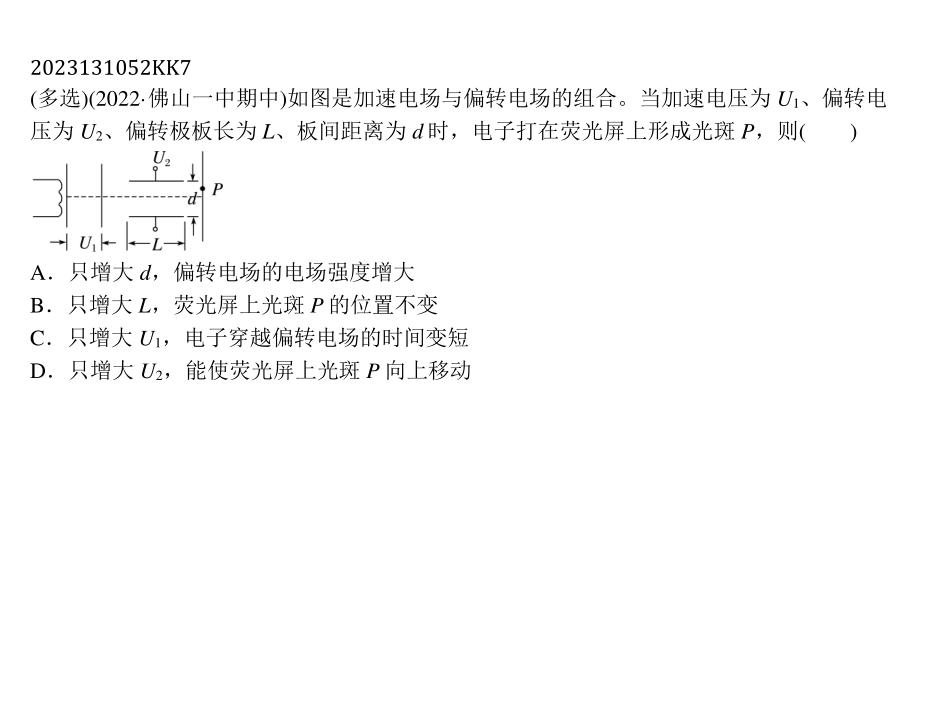 2023131052KK7
(多选)(2022·佛山一中期中)如图是加速电场与偏转电场的组合。当加速电压为 U₁、偏转电
压为 U₂、偏转极板长为 L、板间距离为 d 时，电子打在荧光屏上形成光斑 P，则(　　)
U₂
P
d
U₁
L
A．只增大 d，偏转电场的电场强度增大
B．只增大 L，荧光屏上光斑 P 的位置不变
C．只增大 U₁，电子穿越偏转电场的时间变短
D．只增大 U₂，能使荧光屏上光斑 P 向上移动